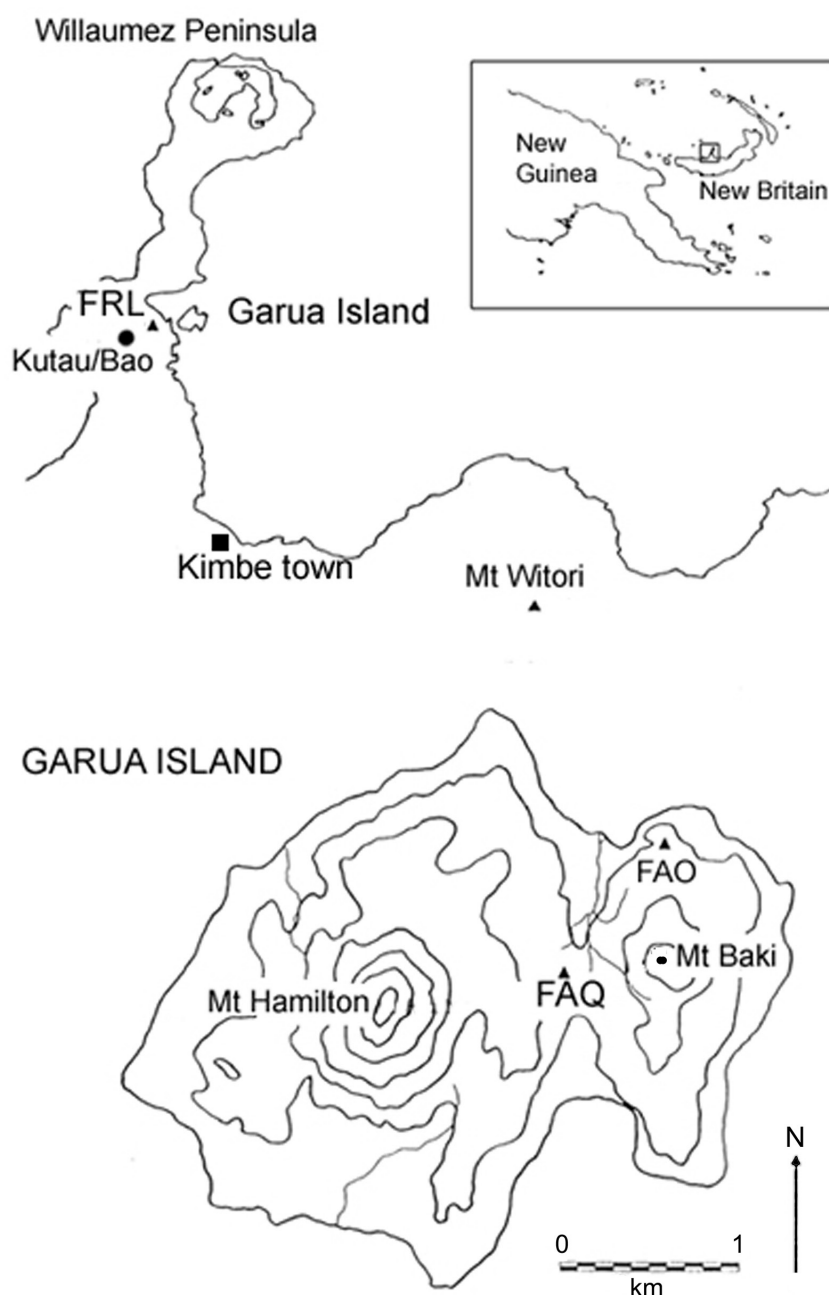 Willaumez Peninsula
New
Guinea
New Britain
FRL
Garua Island
Kutau/Bao
Kimbe town
Mt Witori
GARUA ISLAND
FAO
Mt Baki
FAQ
Mt Hamilton
N
0 1
km